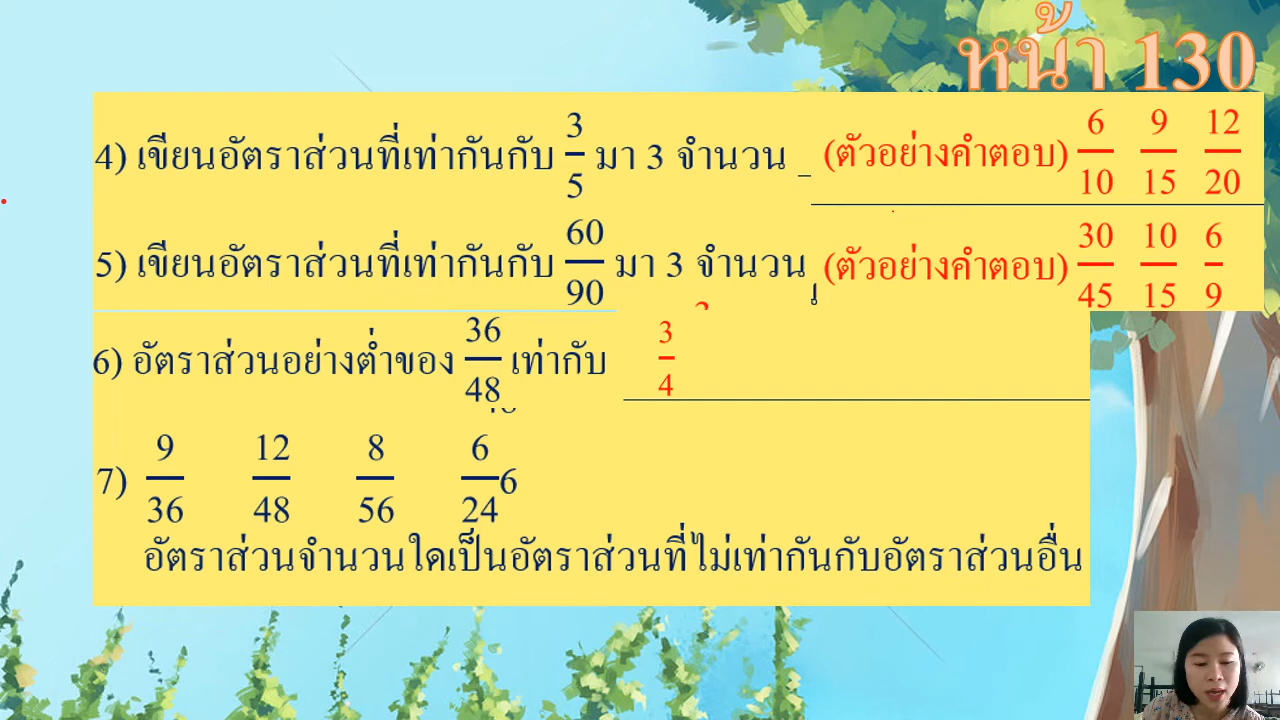 หน้า 130
4) เขียนอัตราส่วนที่เท่ากันกับ 3/5 มา 3 จำนวน _ (ตัวอย่างคำตอบ) 6/10 9/15 12/20
5) เขียนอัตราส่วนที่เท่ากันกับ 60/90 มา 3 จำนวน (ตัวอย่างคำตอบ) 30/45 10/15 6/9
6) อัตราส่วนอย่างต่ำของ 36/48 เท่ากับ 3/4
7) 9/36 12/48 8/56 6/24 6
อัตราส่วนจำนวนใดเป็นอัตราส่วนที่ไม่เท่ากันกับอัตราส่วนอื่น